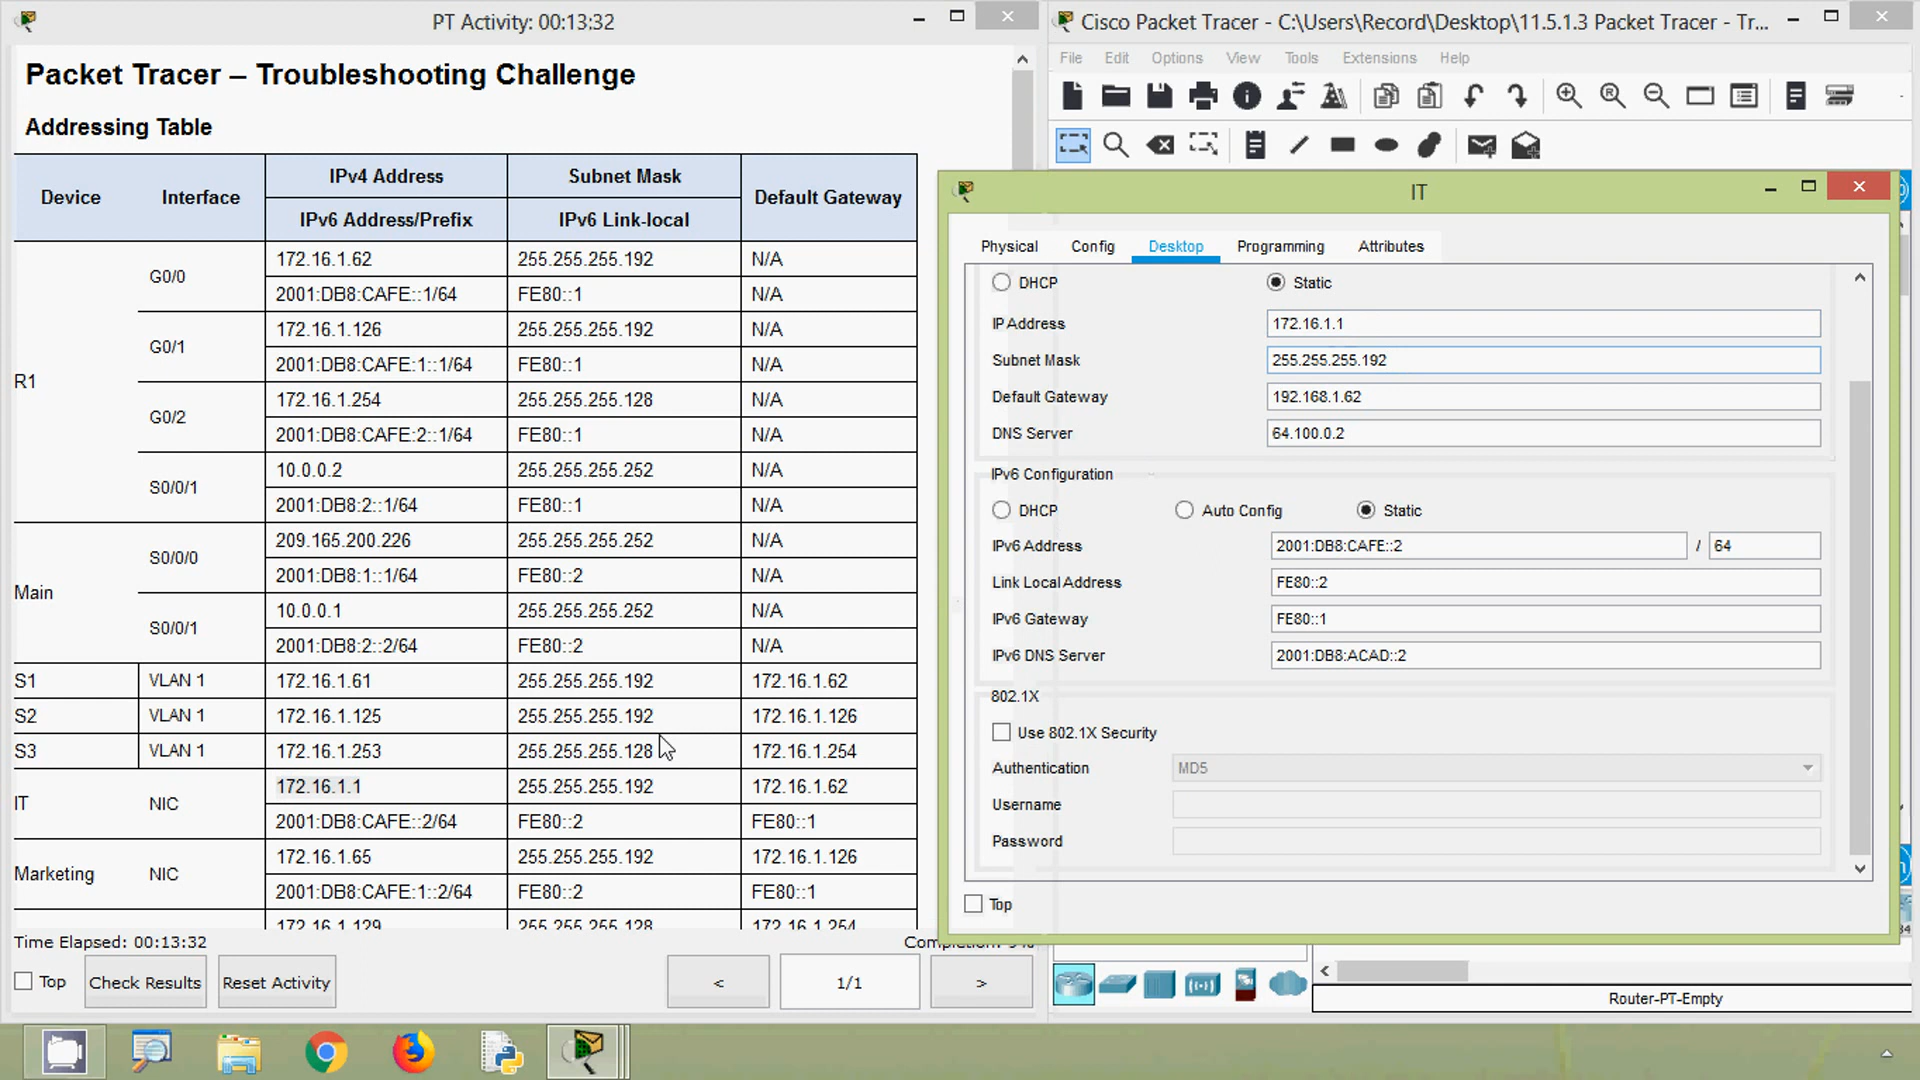 PT Activity: 00:13:32
Packet Tracer – Troubleshooting Challenge
Addressing Table
Device Interface IPv4 Address Subnet Mask Default Gateway
IPv6 Address/Prefix IPv6 Link-local
R1 G0/0 172.16.1.62 255.255.255.192 N/A
2001:DB8:CAFE::1/64 FE80::1 N/A
G0/1 172.16.1.126 255.255.255.192 N/A
2001:DB8:CAFE:1::1/64 FE80::1 N/A
G0/2 172.16.1.254 255.255.255.128 N/A
2001:DB8:CAFE:2::1/64 FE80::1 N/A
S0/0/1 10.0.0.2 255.255.255.252 N/A
2001:DB8:2::1/64 FE80::1 N/A
Main S0/0/0 209.165.200.226 255.255.255.252 N/A
2001:DB8:1::1/64 FE80::2 N/A
S0/0/1 10.0.0.1 255.255.255.252 N/A
2001:DB8:2::2/64 FE80::2 N/A
S1 VLAN 1 172.16.1.61 255.255.255.192 172.16.1.62
S2 VLAN 1 172.16.1.125 255.255.255.192 172.16.1.126
S3 VLAN 1 172.16.1.253 255.255.255.128 172.16.1.254
IT NIC 172.16.1.1 255.255.255.192 172.16.1.62
2001:DB8:CAFE::2/64 FE80::2 FE80::1
Marketing NIC 172.16.1.65 255.255.255.192 172.16.1.126
2001:DB8:CAFE:1::2/64 FE80::2 FE80::1
172.16.1.129 255.255.255.128 172.16.1.254
Time Elapsed: 00:13:32
Top Check Results Reset Activity < 1/1 >
Cisco Packet Tracer - C:\Users\Record\Desktop\11.5.1.3 Packet Tracer - Tr...
File Edit Options View Tools Extensions Help
IT
Physical Config Desktop Programming Attributes
DHCP Static
IP Address 172.16.1.1
Subnet Mask 255.255.255.192
Default Gateway 192.168.1.62
DNS Server 64.100.0.2
IPv6 Configuration
DHCP Auto Config Static
IPv6 Address 2001:DB8:CAFE::2 / 64
Link Local Address FE80::2
IPv6 Gateway FE80::1
IPv6 DNS Server 2001:DB8:ACAD::2
802.1X
Use 802.1X Security
Authentication MD5
Username
Password
Top
Router-PT-Empty